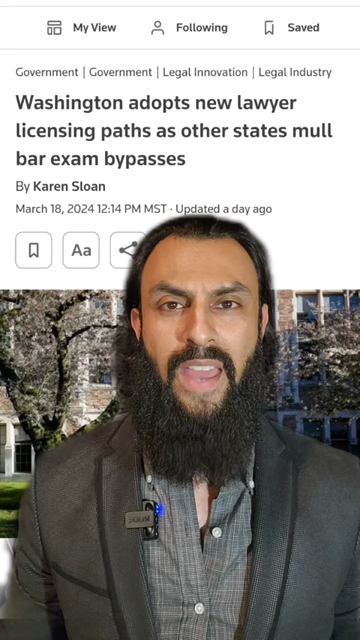 My View Following Saved
Government | Government | Legal Innovation | Legal Industry
Washington adopts new lawyer
licensing paths as other states mull
bar exam bypasses
By Karen Sloan
March 18, 2024 12:14 PM MST · Updated a day ago
Aa